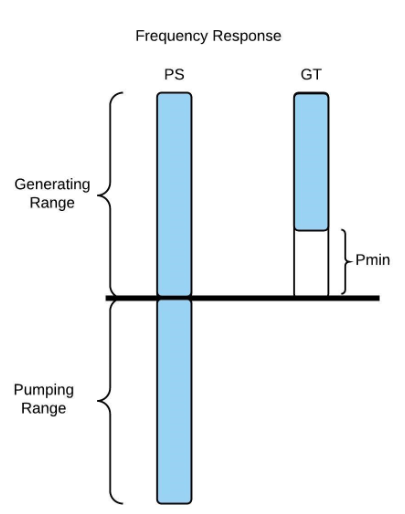 Frequency Response
PS
GT
Generating
Range
Pmin
Pumping
Range